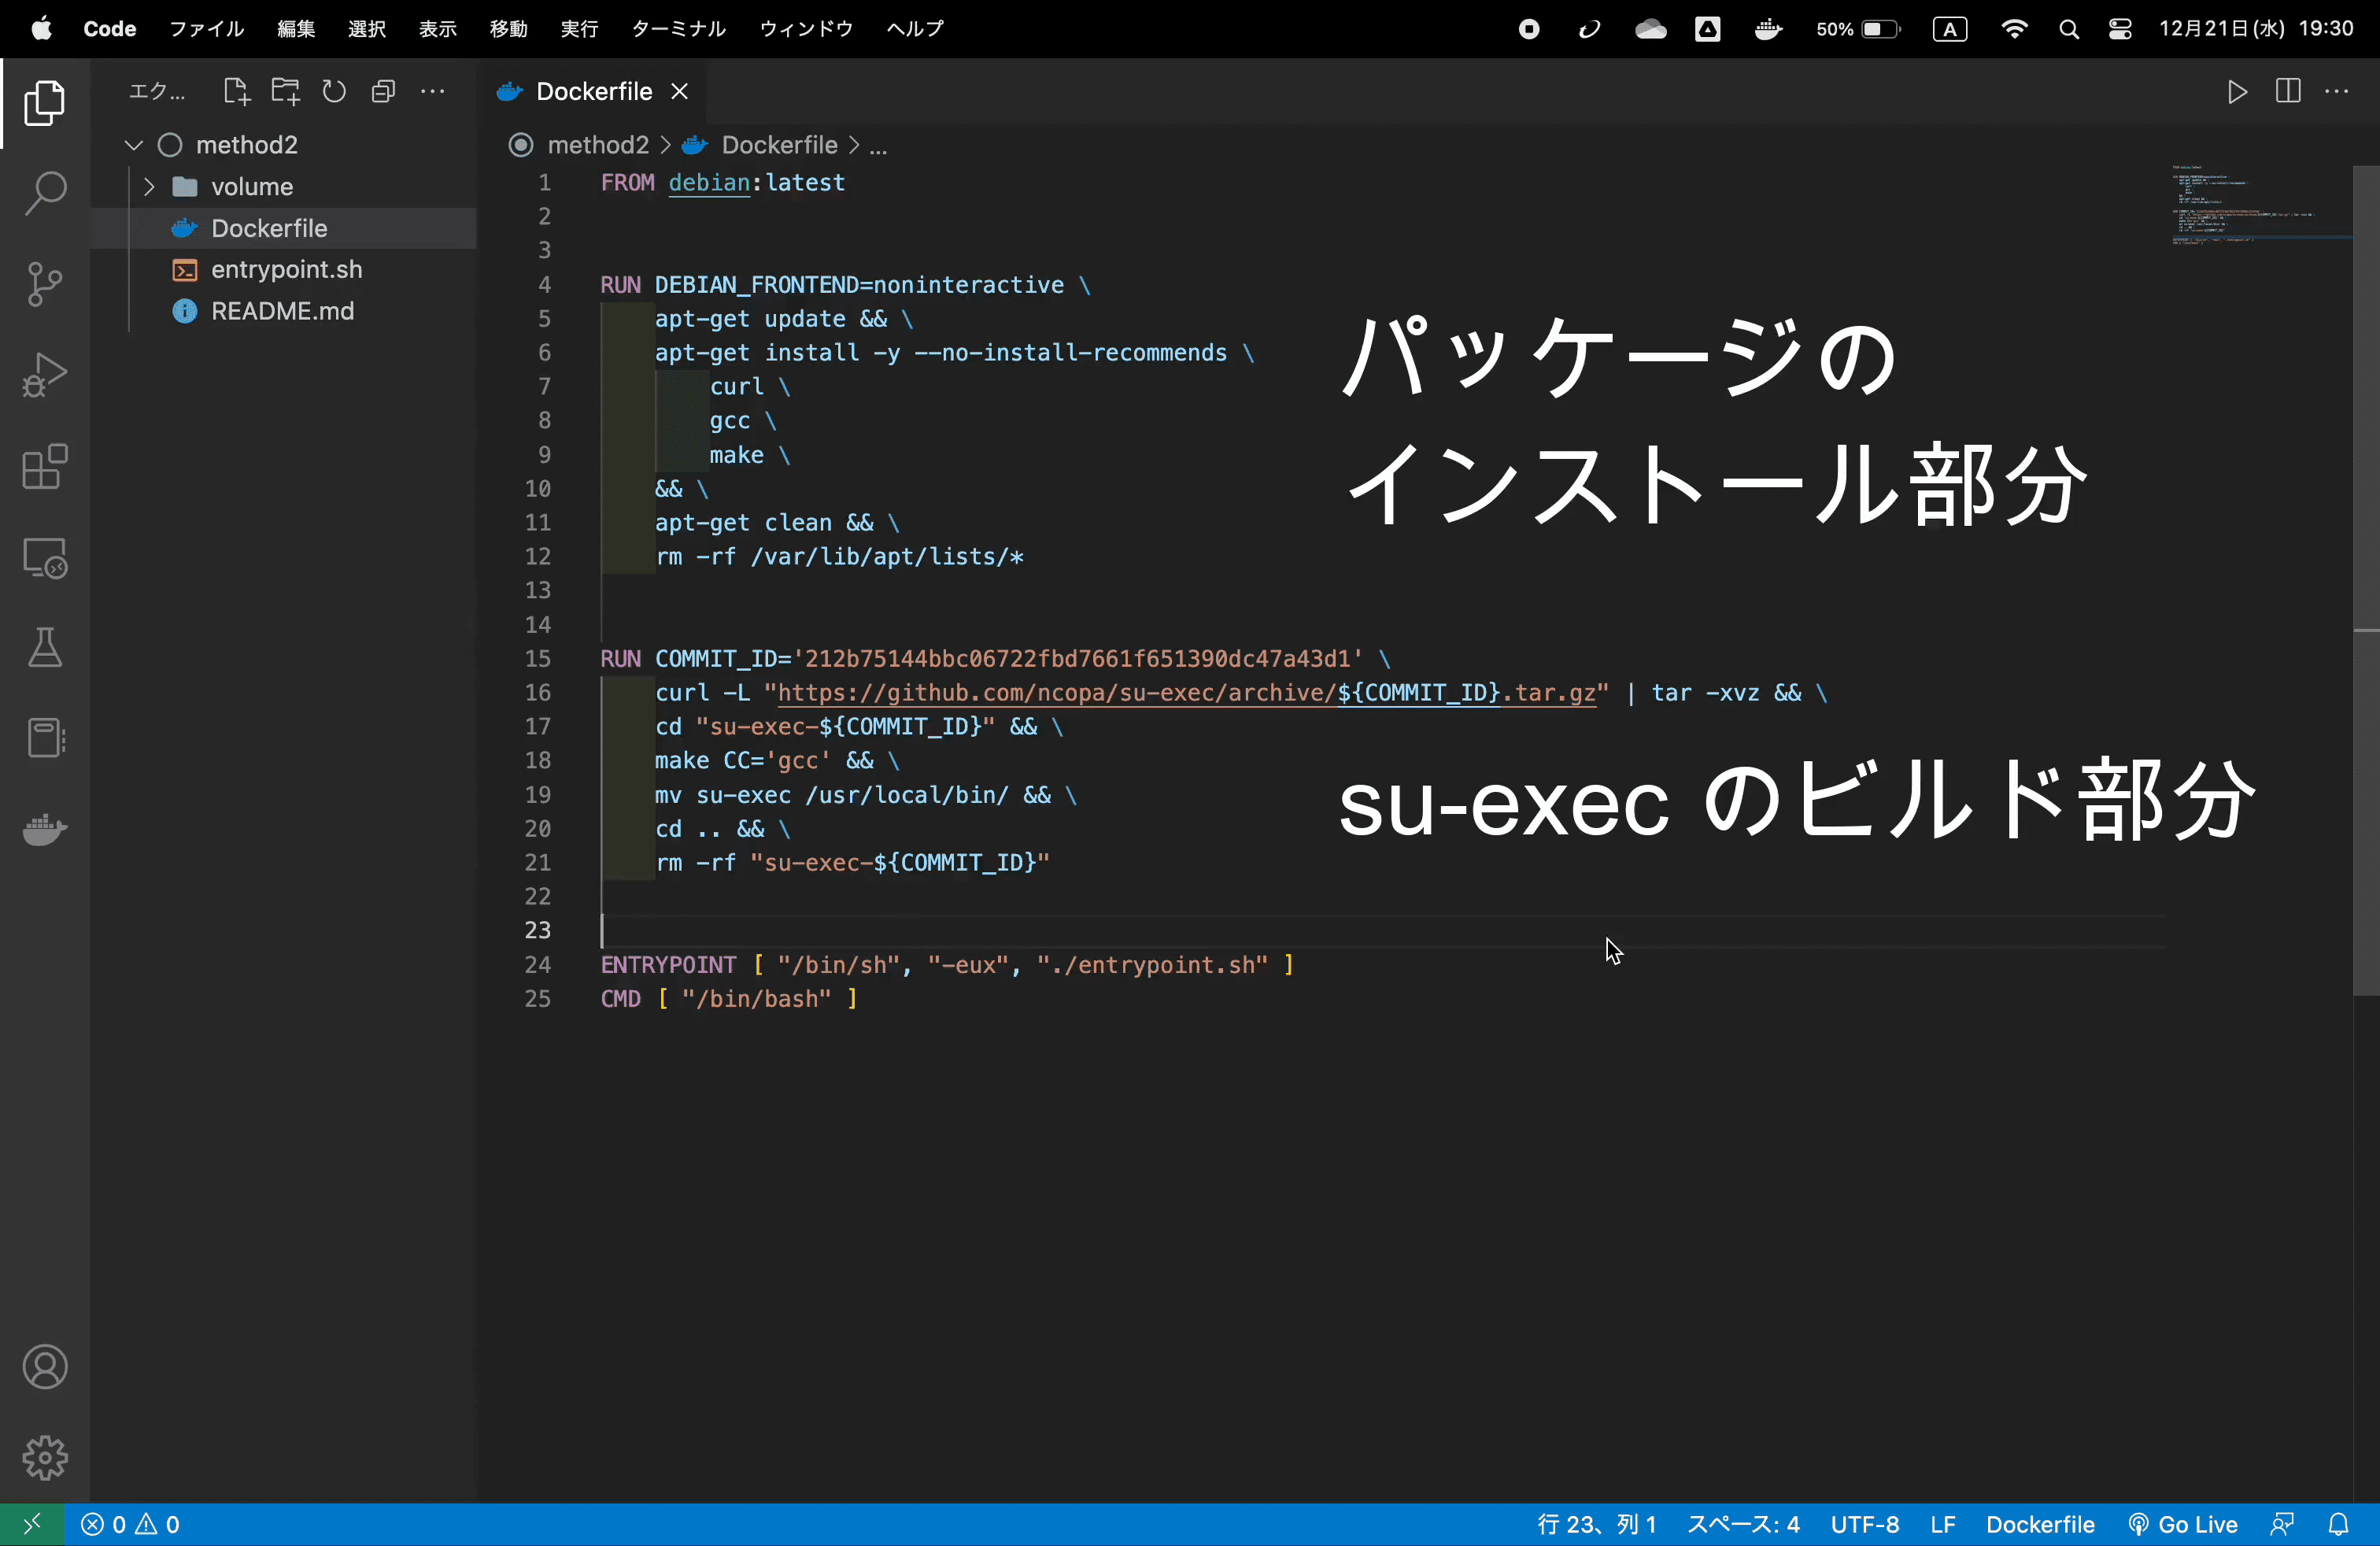 Code ファイル 編集 選択 表示 移動 実行 ターミナル ウィンドウ ヘルプ 50% A 12月21日(水) 19:30
エク...
Dockerfile
method2
volume
Dockerfile
entrypoint.sh
README.md
method2 > Dockerfile > ...
1 FROM debian:latest
2
3
4 RUN DEBIAN_FRONTEND=noninteractive \
5 apt-get update && \
6 apt-get install -y --no-install-recommends \
7 curl \
8 gcc \
9 make \
10 && \
11 apt-get clean && \
12 rm -rf /var/lib/apt/lists/*
13
14
15 RUN COMMIT_ID='212b75144bbc06722fbd7661f651390dc47a43d1' \
16 curl -L "https://github.com/ncopa/su-exec/archive/${COMMIT_ID}.tar.gz" | tar -xvz && \
17 cd "su-exec-${COMMIT_ID}" && \
18 make CC='gcc' && \
19 mv su-exec /usr/local/bin/ && \
20 cd .. && \
21 rm -rf "su-exec-${COMMIT_ID}"
22
23
24 ENTRYPOINT [ "/bin/sh", "-eux", "./entrypoint.sh" ]
25 CMD [ "/bin/bash" ]
パッケージの
インストール部分
su-exec のビルド部分
0 0 行 23、列 1 スペース: 4 UTF-8 LF Dockerfile Go Live